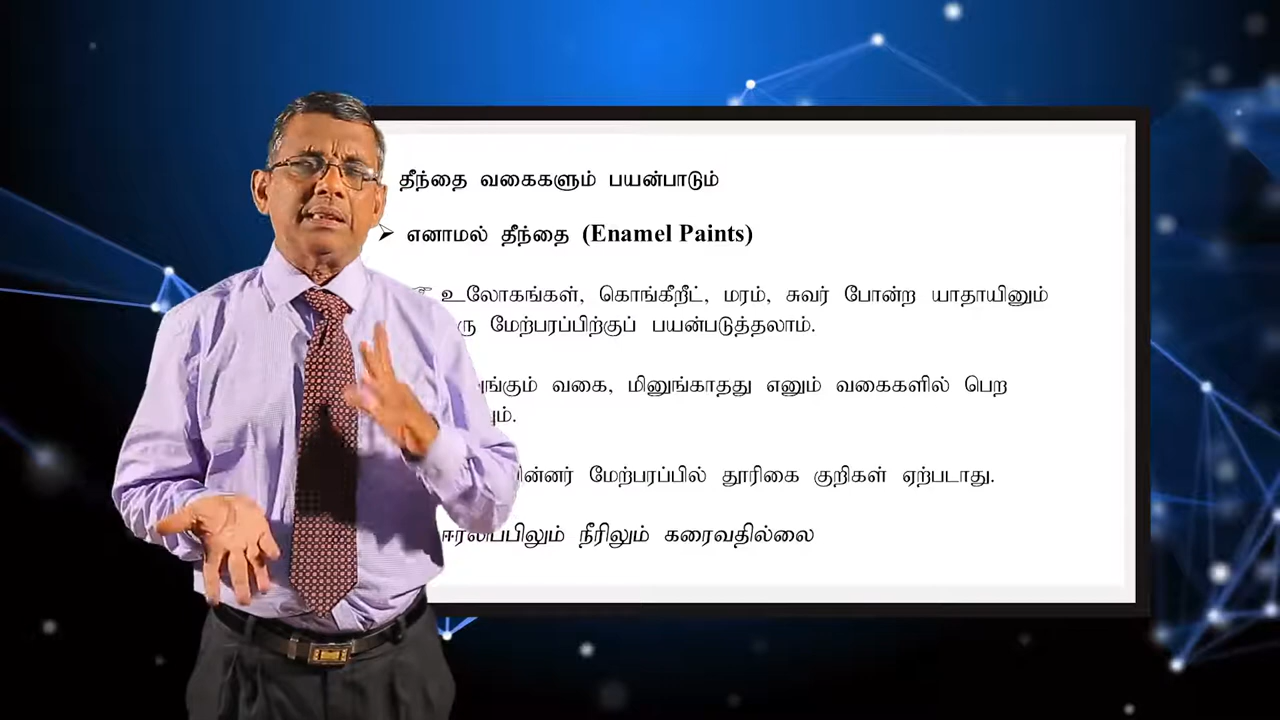 தீந்தை வகைகளும் பயன்பாடும்
எனாமல் தீந்தை (Enamel Paints)
உலோகங்கள், கொங்கீறீட், மரம், சுவர் போன்ற யாதாயினும்
மேற்பரப்பிற்குப் பயன்படுத்தலாம்.
வகை, மினுங்காதது எனும் வகைகளில் பெற
மேற்பரப்பில் தூரிகை குறிகள் ஏற்படாது.
ஈரலிப்பிலும் நீரிலும் கரைவதில்லை